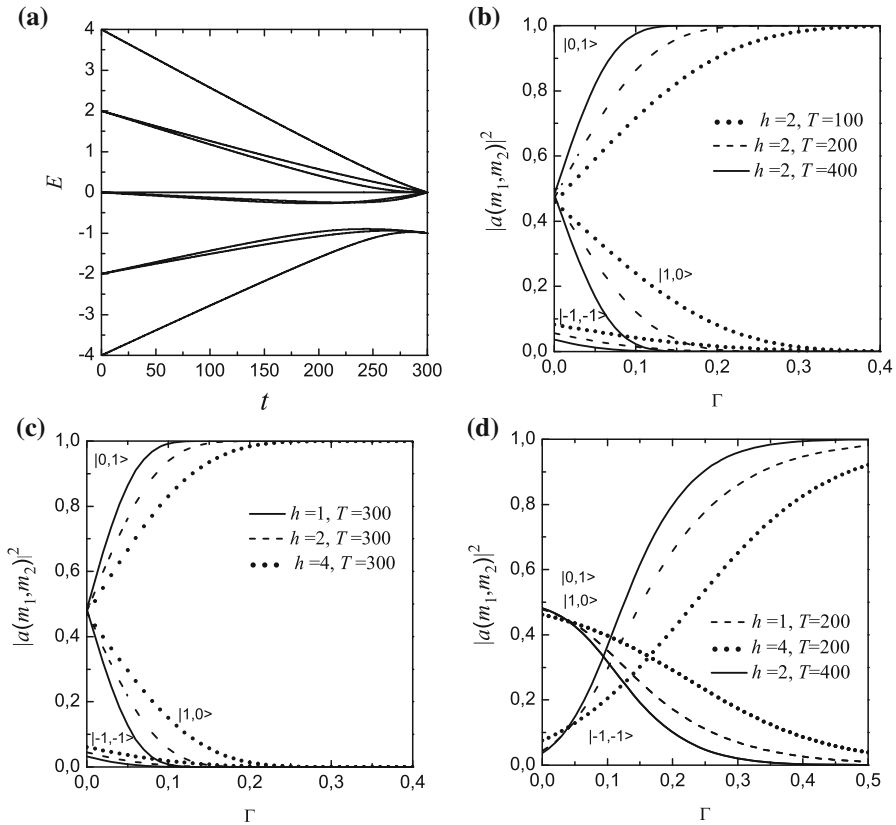 (a)
4
3
2
1
0
-1
-2
-3
-4
E
0
50
100
150
200
250
300
t
(b)
1,0
0,8
0,6
0,4
0,2
0,0
|a(m₁,m₂)|²
|0,1>
h =2, T=100
h =2, T=200
h =2, T=400
|1,0>
|-1,-1>
0,0
0,1
0,2
0,3
0,4
Γ
(c)
1,0
0,8
0,6
0,4
0,2
0,0
|a(m₁,m₂)|²
|0,1>
h =1, T=300
h =2, T=300
h =4, T=300
|1,0>
|-1,-1>
0,0
0,1
0,2
0,3
0,4
Γ
(d)
1,0
0,8
0,6
0,4
0,2
0,0
|a(m₁,m₂)|²
|0,1>
|1,0>
h =1, T=200
h =4, T=200
h =2, T=400
|-1,-1>
0,0
0,1
0,2
0,3
0,4
0,5
Γ